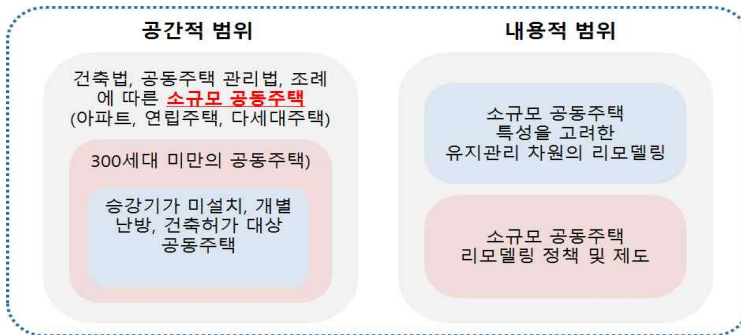 공간적 범위
건축법, 공동주택 관리법, 조례
에 따른 소규모 공동주택
(아파트, 연립주택, 다세대주택)
300세대 미만의 공동주택)
승강기가 미설치, 개별
난방, 건축허가 대상
공동주택
내용적 범위
소규모 공동주택
특성을 고려한
유지관리 차원의 리모델링
소규모 공동주택
리모델링 정책 및 제도